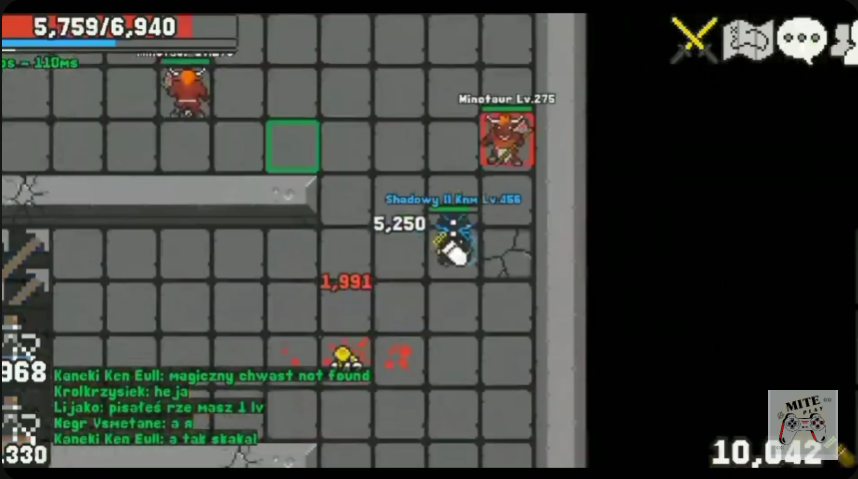 5,759/6,940
- 110ms
Minotaur Lv.275
Shadowy II Knm Lv.466
5,250
1,991
968
Kaneki Ken Eull: magiczny chwast not found
Krolkrzysiek: heja
Lijako: pisałeś rze masz 1 lv
Negr Vsmetane: a я
Kaneki Ken Eull: a tak skakal
330
MITE
PLAY
10,042